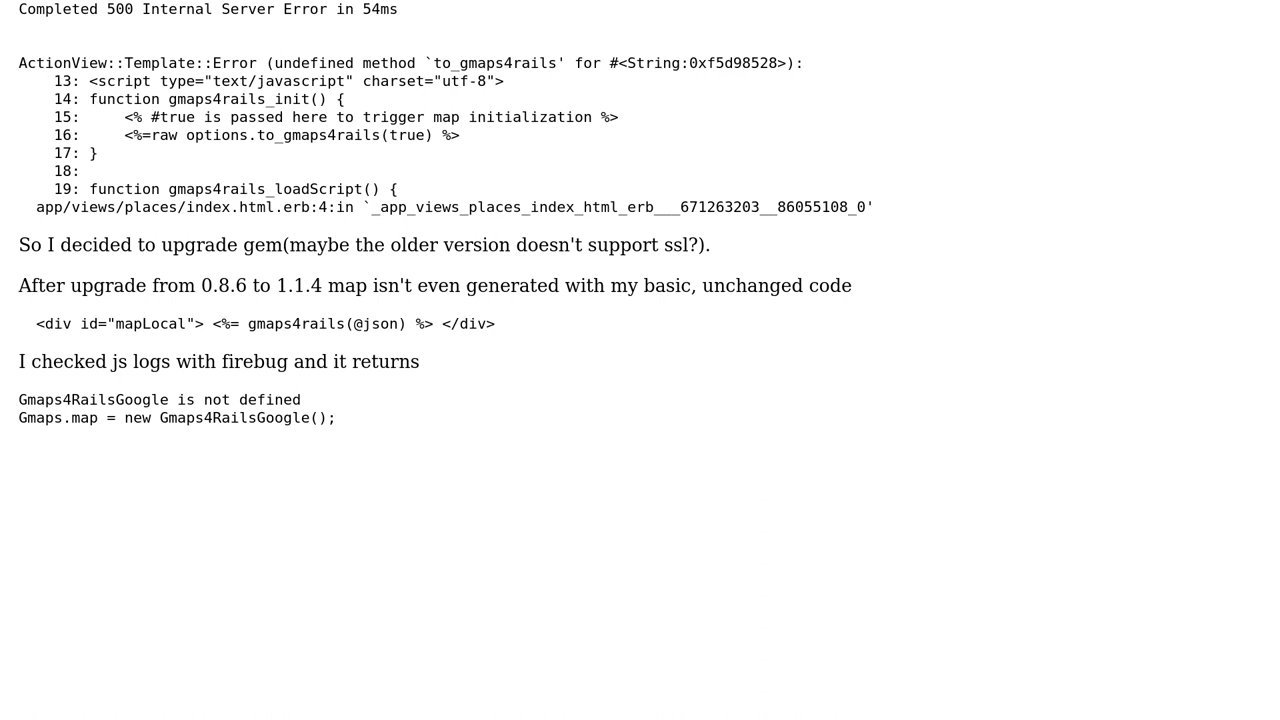 Completed 500 Internal Server Error in 54ms
ActionView::Template::Error (undefined method `to_gmaps4rails' for #<String:0xf5d98528>):
    13: <script type="text/javascript" charset="utf-8">
    14: function gmaps4rails_init() {
    15:     <% #true is passed here to trigger map initialization %>
    16:     <%=raw options.to_gmaps4rails(true) %>
    17: }
    18:
    19: function gmaps4rails_loadScript() {
  app/views/places/index.html.erb:4:in `_app_views_places_index_html_erb___671263203__86055108_0'
So I decided to upgrade gem(maybe the older version doesn't support ssl?).
After upgrade from 0.8.6 to 1.1.4 map isn't even generated with my basic, unchanged code
  <div id="mapLocal"> <%= gmaps4rails(@json) %> </div>
I checked js logs with firebug and it returns
Gmaps4RailsGoogle is not defined
Gmaps.map = new Gmaps4RailsGoogle();